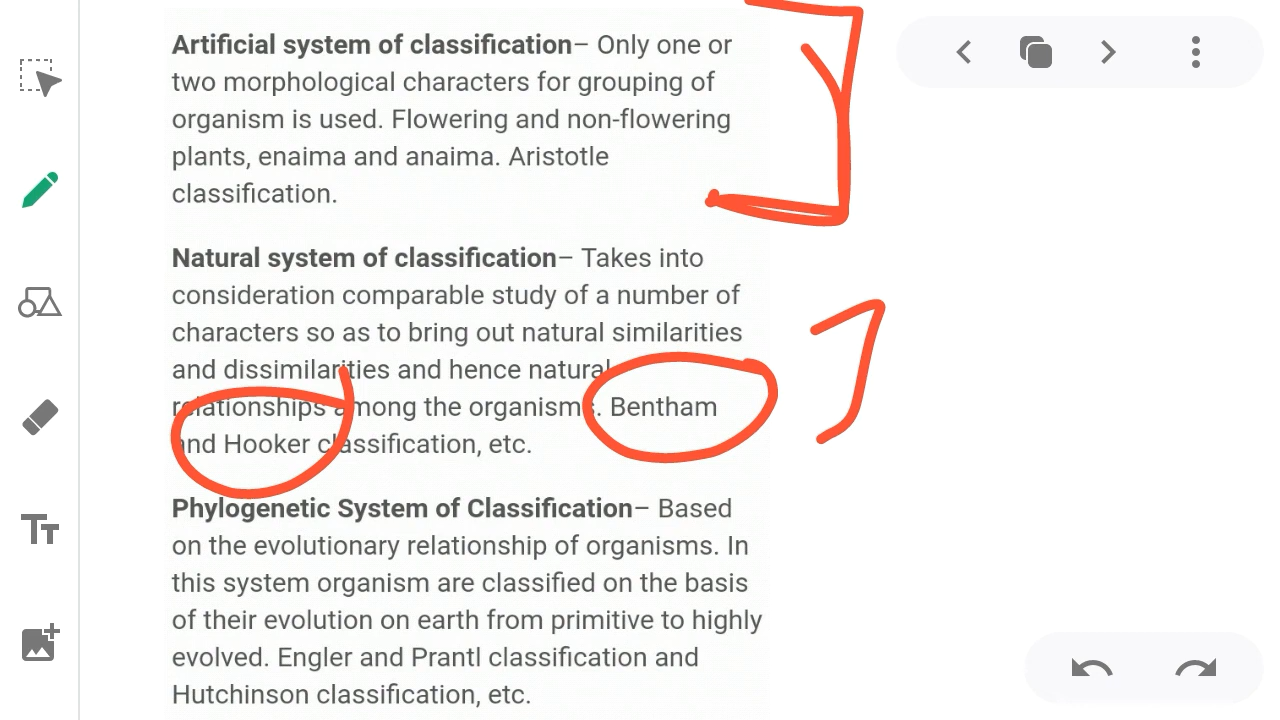 Artificial system of classification– Only one or
two morphological characters for grouping of
organism is used. Flowering and non-flowering
plants, enaima and anaima. Aristotle
classification.
Natural system of classification– Takes into
consideration comparable study of a number of
characters so as to bring out natural similarities
and dissimilarities and hence natural
relationships among the organisms. Bentham
and Hooker classification, etc.
Phylogenetic System of Classification– Based
on the evolutionary relationship of organisms. In
this system organism are classified on the basis
of their evolution on earth from primitive to highly
evolved. Engler and Prantl classification and
Hutchinson classification, etc.